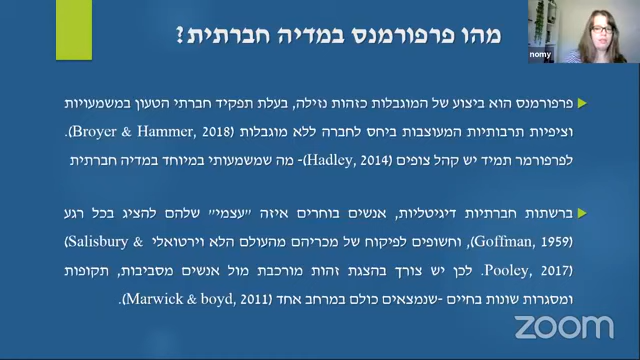 מהו פרפורמנס במדיה חברתית?
nomy
פרפורמנס הוא ביצוע של המוגבלות כזהות נזילה, בעלת תפקיד חברתי הטעון במשמעויות
וציפיות תרבותיות המעוצבות ביחס לחברה ללא מוגבלות (Broyer & Hammer, 2018).
לפרפורמר תמיד יש קהל צופים (Hadley, 2014)- מה שמשמעותי במיוחד במדיה חברתית
ברשתות חברתיות דיגיטליות, אנשים בוחרים איזה "עצמי" שלהם להציג בכל רגע
(Goffman, 1959), וחשופים לפיקוח של מכריהם מהעולם הלא וירטואלי (Salisbury &
Pooley, 2017). לכן יש צורך בהצגת זהות מורכבת מול אנשים מסביבות, תקופות
ומסגרות שונות בחיים -שנמצאים כולם במרחב אחד (Marwick & boyd, 2011).
zoom